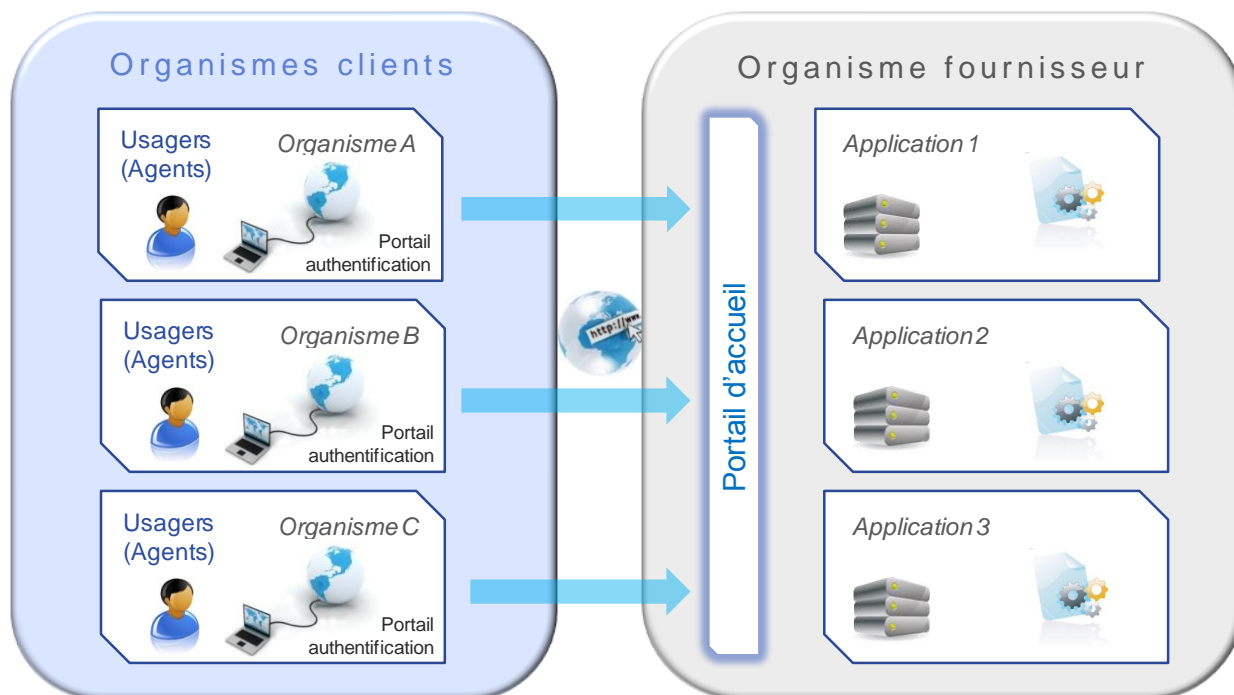 Organismes clients
Usagers
(Agents)
Organisme A
Portail
authentification
Usagers
(Agents)
Organisme B
Portail
authentification
Usagers
(Agents)
Organisme C
Portail
authentification
http://www
Organisme fournisseur
Portail d'accueil
Application 1
Application 2
Application 3